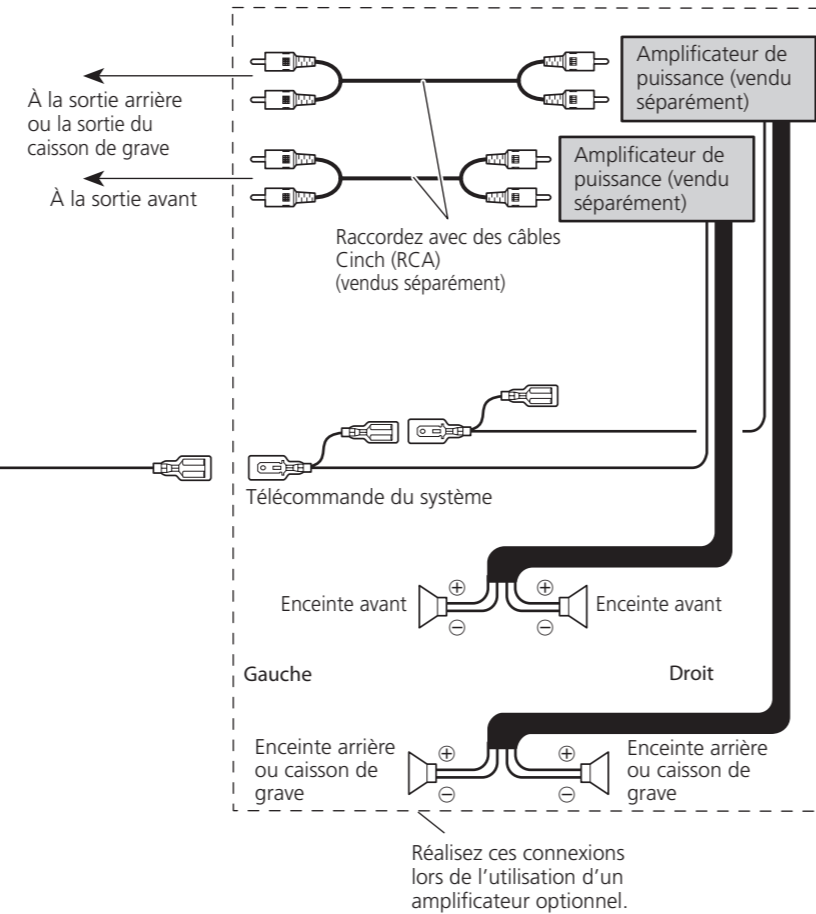 Amplificateur de
puissance (vendu
séparément)
À la sortie arrière
ou la sortie du
caisson de grave
Amplificateur de
puissance (vendu
séparément)
À la sortie avant
Raccordez avec des câbles
Cinch (RCA)
(vendus séparément)
Télécommande du système
⊕ ⊕
Enceinte avant Enceinte avant
⊖ ⊖
Gauche Droit
Enceinte arrière
ou caisson de
grave
⊕ ⊕
⊖ ⊖
Enceinte arrière
ou caisson de
grave
Réalisez ces connexions
lors de l’utilisation d’un
amplificateur optionnel.